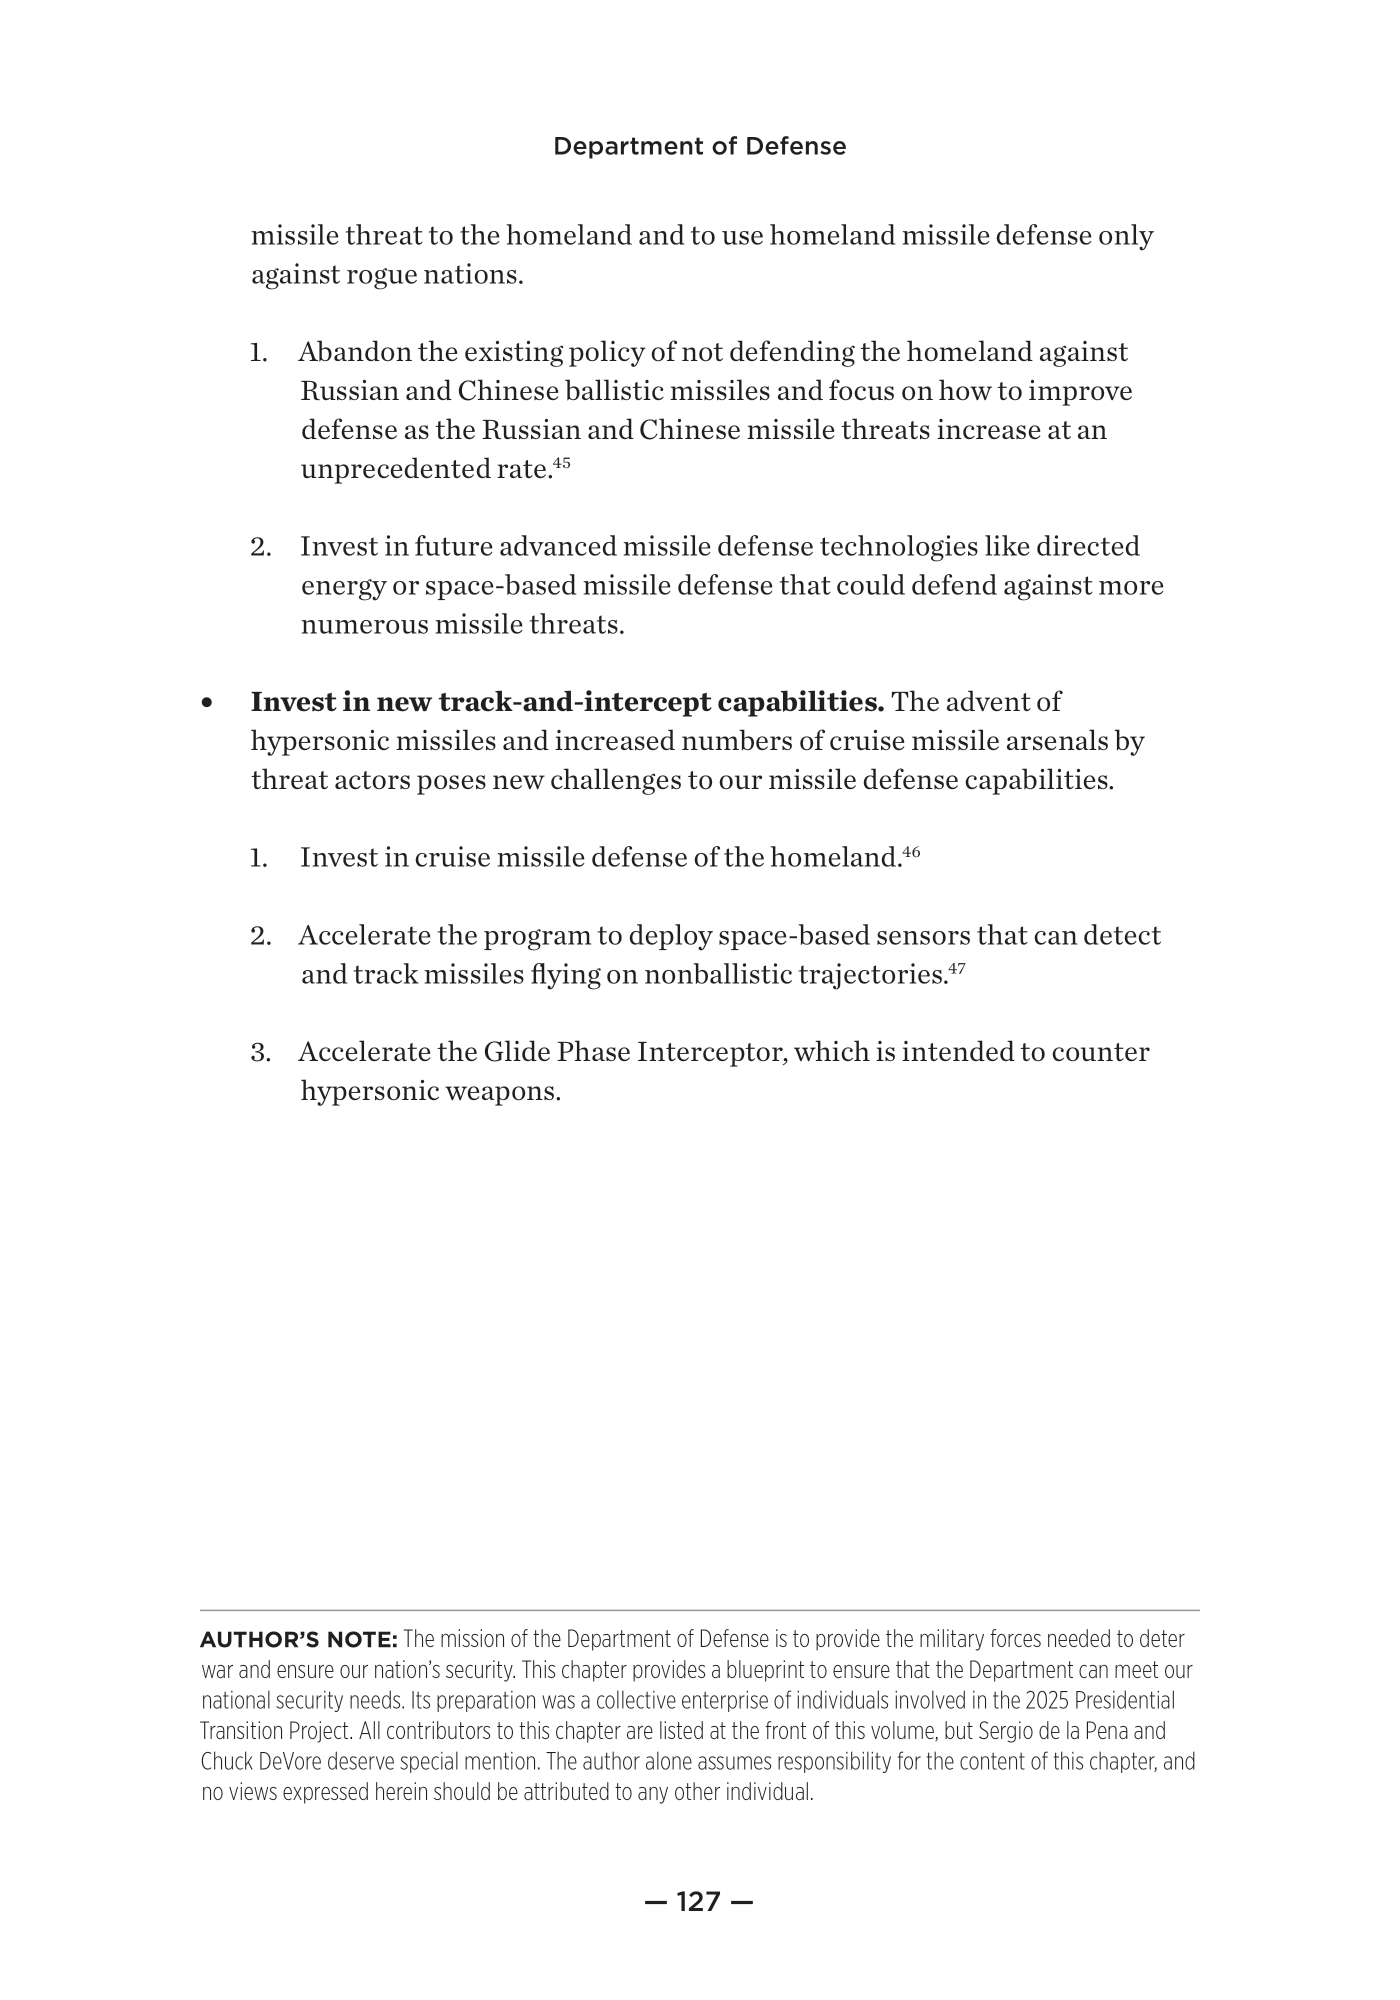 Department of Defense
missile threat to the homeland and to use homeland missile defense only
against rogue nations.
1. Abandon the existing policy of not defending the homeland against
Russian and Chinese ballistic missiles and focus on how to improve
defense as the Russian and Chinese missile threats increase at an
unprecedented rate.⁴⁵
2. Invest in future advanced missile defense technologies like directed
energy or space-based missile defense that could defend against more
numerous missile threats.
• Invest in new track-and-intercept capabilities. The advent of
hypersonic missiles and increased numbers of cruise missile arsenals by
threat actors poses new challenges to our missile defense capabilities.
1. Invest in cruise missile defense of the homeland.⁴⁶
2. Accelerate the program to deploy space-based sensors that can detect
and track missiles flying on nonballistic trajectories.⁴⁷
3. Accelerate the Glide Phase Interceptor, which is intended to counter
hypersonic weapons.
AUTHOR’S NOTE: The mission of the Department of Defense is to provide the military forces needed to deter
war and ensure our nation’s security. This chapter provides a blueprint to ensure that the Department can meet our
national security needs. Its preparation was a collective enterprise of individuals involved in the 2025 Presidential
Transition Project. All contributors to this chapter are listed at the front of this volume, but Sergio de la Pena and
Chuck DeVore deserve special mention. The author alone assumes responsibility for the content of this chapter, and
no views expressed herein should be attributed to any other individual.
— 127 —